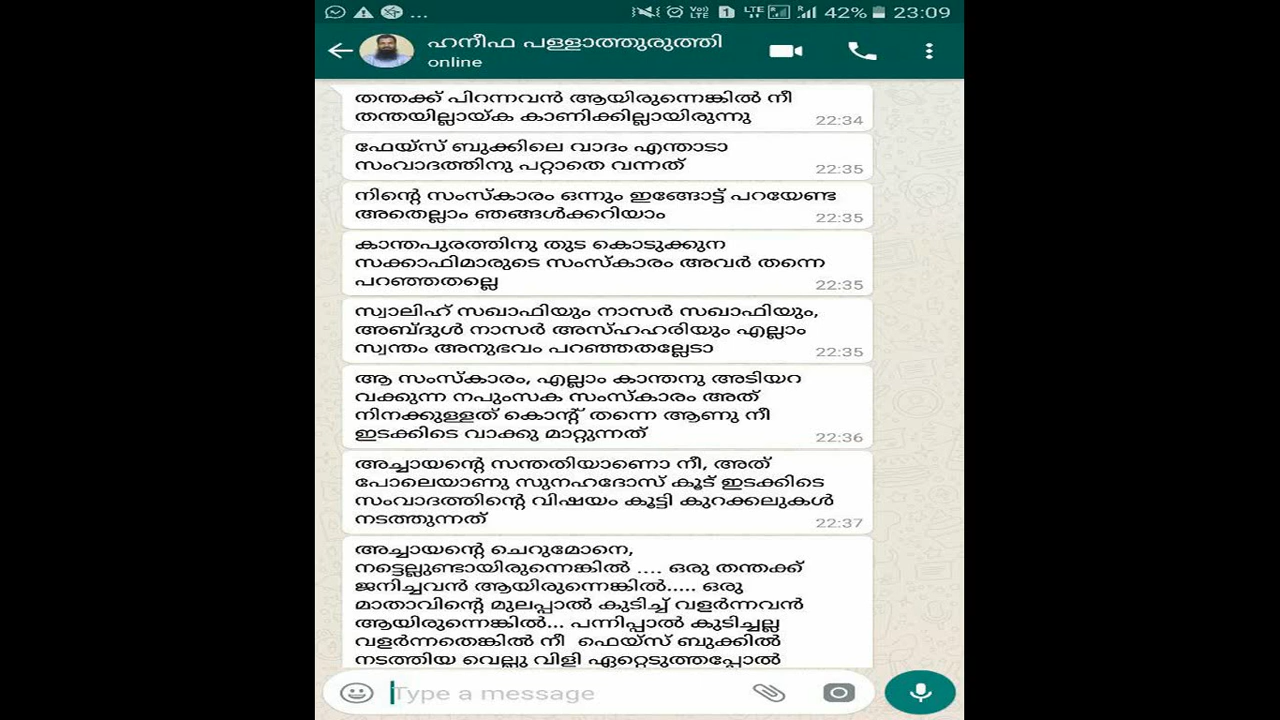 ... 1 LTE 42% 23:09
ഹനീഫ പള്ളാത്തുരുത്തി
online
തന്തക്ക് പിറന്നവൻ ആയിരുന്നെങ്കിൽ നീ
തന്തയില്ലായ്ക കാണിക്കില്ലായിരുന്നു 22:34
ഫേയ്സ് ബുക്കിലെ വാദം എന്താടാ
സംവാദത്തിനു പറ്റാതെ വന്നത് 22:35
നിന്റെ സംസ്കാരം ഒന്നും ഇങ്ങോട്ട് പറയേണ്ട
അതെല്ലാം ഞങ്ങൾക്കറിയാം 22:35
കാന്തപുരത്തിനു തുട കൊടുക്കുന
സക്കാഫിമാരുടെ സംസ്കാരം അവർ തന്നെ
പറഞ്ഞതല്ലെ 22:35
സ്വാലിഹ് സഖാഫിയും നാസർ സഖാഫിയും,
അബ്ദുൾ നാസർ അസ്ഹഹരിയും എല്ലാം
സ്വന്തം അനുഭവം പറഞ്ഞതല്ലേടാ 22:35
ആ സംസ്കാരം, എല്ലാം കാന്തനു അടിയറ
വക്കുന്ന നപുംസക സംസ്കാരം അത്
നിനക്കുള്ളത് കൊന്റ് തന്നെ ആണു നീ
ഇടക്കിടെ വാക്കു മാറ്റുന്നത് 22:36
അച്ചായന്റെ സന്തതിയാണൊ നീ, അത്
പോലെയാണു സുനഹദോസ് കൂട് ഇടക്കിടെ
സംവാദത്തിന്റെ വിഷയം കൂട്ടി കുറക്കലുകൾ
നടത്തുന്നത് 22:37
അച്ചായന്റെ ചെറുമോനെ,
നട്ടെല്ലുണ്ടായിരുന്നെങ്കിൽ .... ഒരു തന്തക്ക്
ജനിച്ചവൻ ആയിരുന്നെങ്കിൽ..... ഒരു
മാതാവിന്റെ മുലപ്പാൽ കുടിച്ച് വളർന്നവൻ
ആയിരുന്നെങ്കിൽ... പന്നിപ്പാൽ കുടിച്ചല്ല
വളർന്നതെങ്കിൽ നീ ഫെയ്സ് ബുക്കിൽ
നടത്തിയ വെല്ലു വിളി ഏറ്റെടുത്തപ്പോൽ
Type a message